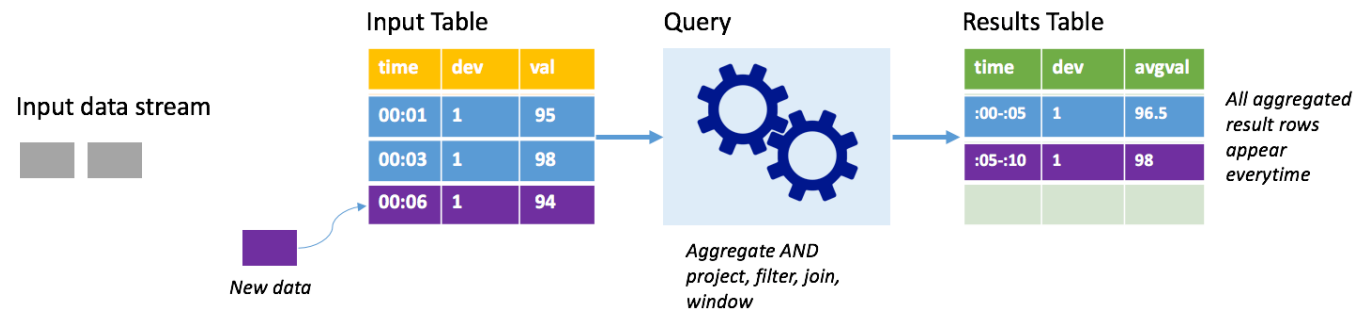 Input data stream
New data
Input Table
time dev val
00:01 1 95
00:03 1 98
00:06 1 94
Query
Aggregate AND
project, filter, join,
window
Results Table
time dev avgval
:00-:05 1 96.5
:05-:10 1 98
All aggregated
result rows
appear
everytime